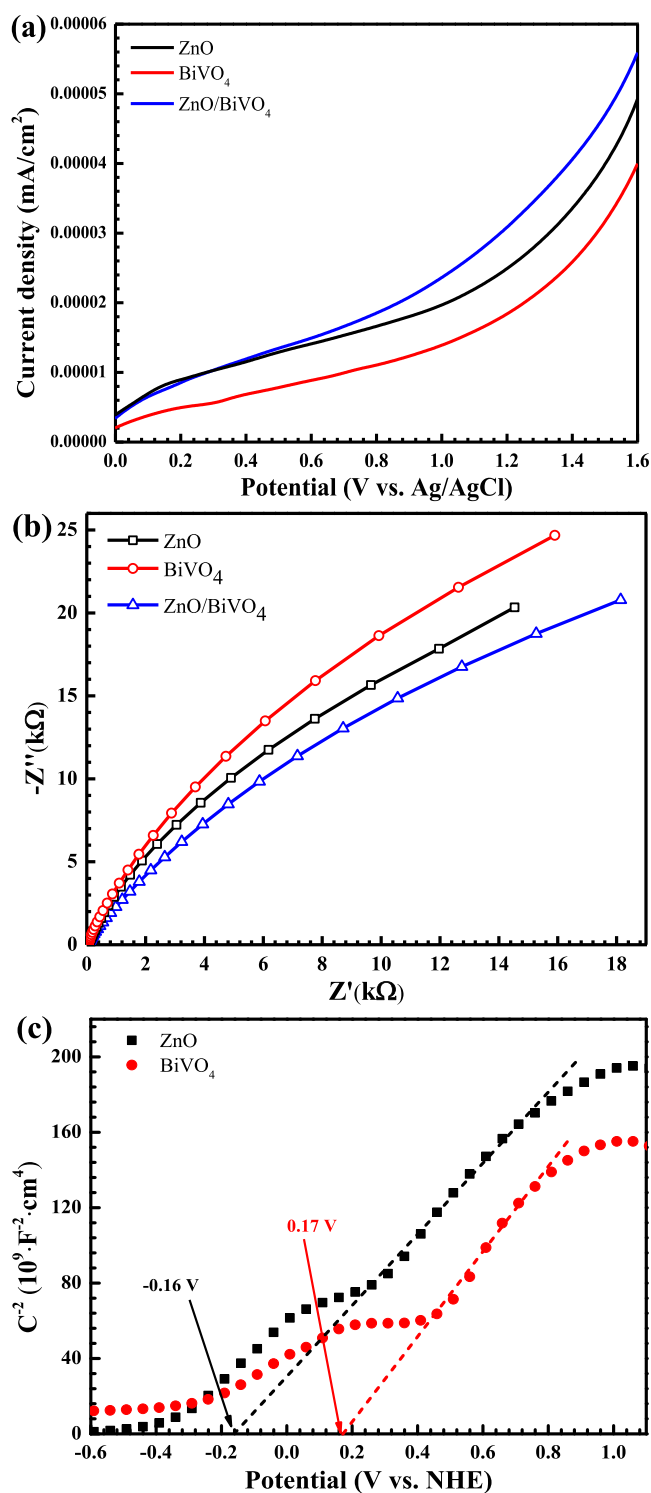 (a)
0.00006
0.00005
0.00004
0.00003
0.00002
0.00001
0.00000
Current density (mA/cm²)
ZnO
BiVO₄
ZnO/BiVO₄
0.0 0.2 0.4 0.6 0.8 1.0 1.2 1.4 1.6
Potential (V vs. Ag/AgCl)
(b)
25
20
15
10
5
0
-Z''(kΩ)
ZnO
BiVO₄
ZnO/BiVO₄
0 2 4 6 8 10 12 14 16 18
Z'(kΩ)
(c)
200
160
120
80
40
0
C⁻² (10⁹·F⁻²·cm⁴)
ZnO
BiVO₄
0.17 V
-0.16 V
-0.6 -0.4 -0.2 0.0 0.2 0.4 0.6 0.8 1.0
Potential (V vs. NHE)